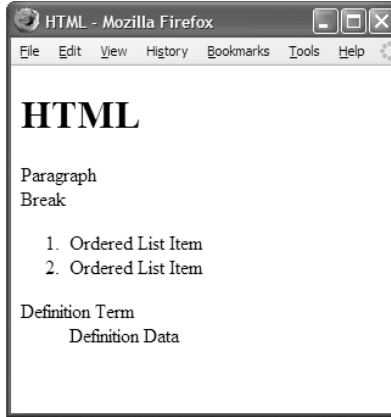 HTML - Mozilla Firefox
File Edit View History Bookmarks Tools Help
HTML
Paragraph
Break
1. Ordered List Item
2. Ordered List Item
Definition Term
Definition Data